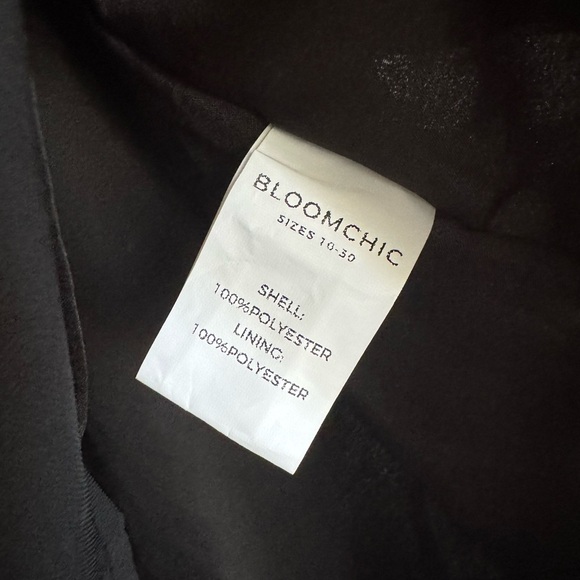 BLOOMCHIC
SIZES 10-30
SHELL:
100%POLYESTER
LINING:
100%POLYESTER